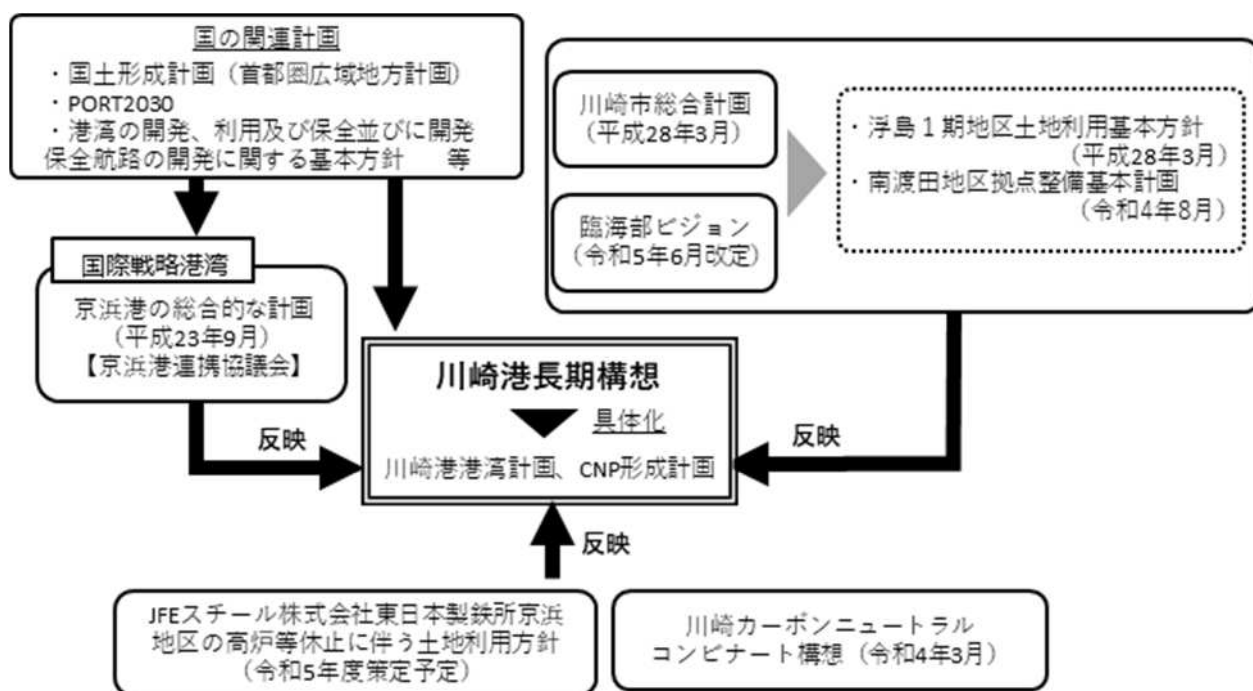 国の関連計画
・国土形成計画（首都圏広域地方計画）
・PORT2030
・港湾の開発、利用及び保全並びに開発
保全航路の開発に関する基本方針　等
国際戦略港湾
京浜港の総合的な計画
（平成23年9月）
【京浜港連携協議会】
川崎市総合計画
（平成28年3月）
臨海部ビジョン
（令和5年6月改定）
・浮島１期地区土地利用基本方針
（平成28年3月）
・南渡田地区拠点整備基本計画
（令和4年8月）
川崎港長期構想
具体化
川崎港港湾計画、CNP形成計画
反映
反映
反映
JFEスチール株式会社東日本製鉄所京浜
地区の高炉等休止に伴う土地利用方針
（令和5年度策定予定）
川崎カーボンニュートラル
コンビナート構想（令和4年3月）